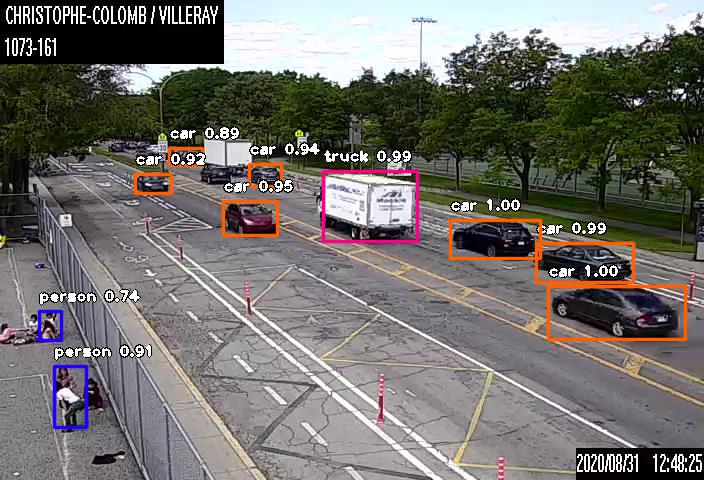 CHRISTOPHE-COLOMB / VILLERAY
1073-161
car 0.89
car 0.92
car 0.94
truck 0.99
car 0.95
car 1.00
car 0.99
car 1.00
person 0.74
person 0.91
2020/08/31 12:48:25